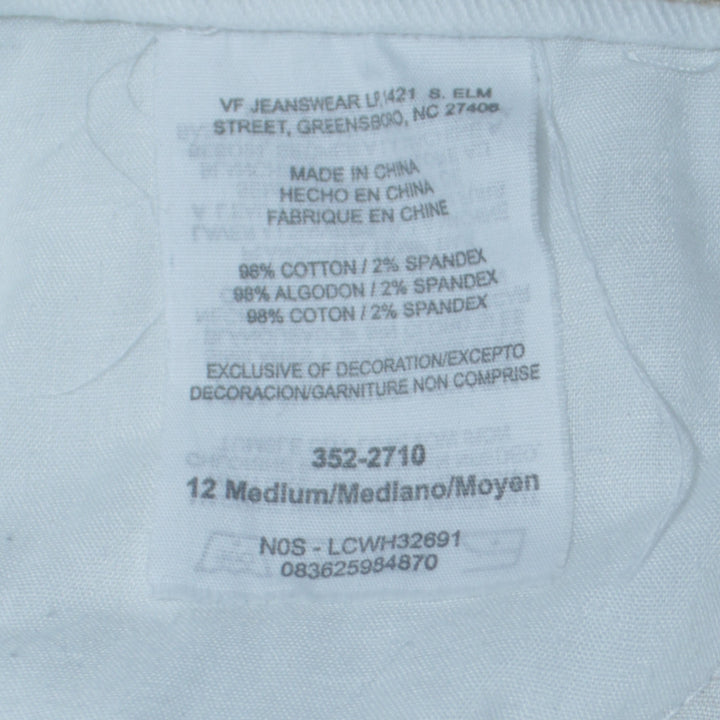 VF JEANSWEAR LP, 1421 S. ELM
STREET, GREENSBORO, NC 27406
MADE IN CHINA
HECHO EN CHINA
FABRIQUE EN CHINE
98% COTTON / 2% SPANDEX
98% ALGODON / 2% SPANDEX
98% COTON / 2% SPANDEX
EXCLUSIVE OF DECORATION/EXCEPTO
DECORACION/GARNITURE NON COMPRISE
352-2710
12 Medium/Mediano/Moyen
N0S - LCWH32691
083625984870